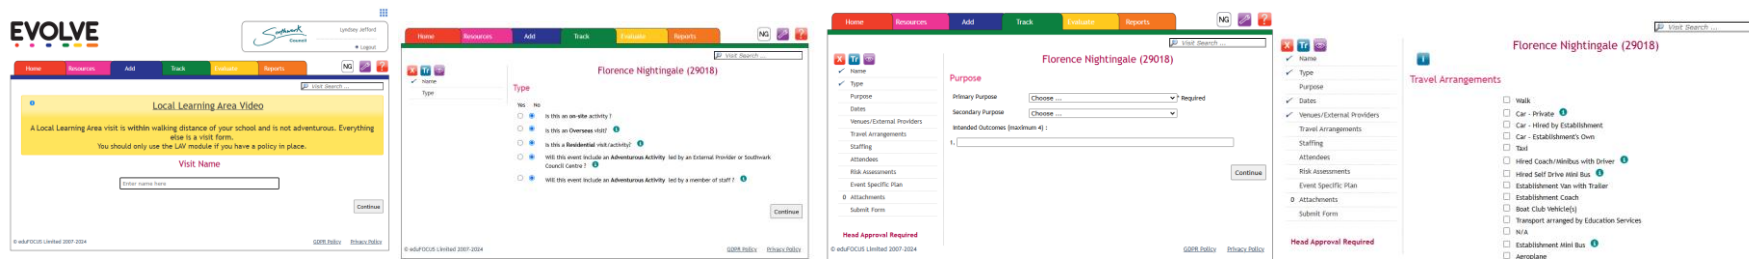 EVOLVE
Southwark
Council
Lyndsey Jefford
Logout
Home Resources Add Track Evaluate Reports NG ?
Visit Search ...
Local Learning Area Video
A Local Learning Area visit is within walking distance of your school and is not adventurous. Everything
else is a visit form.
You should only use the LAV module if you have a policy in place.
Visit Name
Enter name here
Continue
© eduFOCUS Limited 2007-2024 GDPR Policy Privacy Policy
Home Resources Add Track Evaluate Reports NG ?
Visit Search ...
X Tr
Florence Nightingale (29018)
Name
Type
Type
Yes No
Is this an on-site activity ?
Is this an Overseas visit?
Is this a Residential visit/activity?
Will this event include an Adventurous Activity led by an External Provider or Southwark
Council Centre ?
Will this event include an Adventurous Activity led by a member of staff ?
Continue
© eduFOCUS Limited 2007-2024 GDPR Policy Privacy Policy
Home Resources Add Track Evaluate Reports NG ?
Visit Search ...
X Tr
Florence Nightingale (29018)
Name
Type
Purpose
Dates
Venues/External Providers
Travel Arrangements
Staffing
Attendees
Risk Assessments
Event Specific Plan
0 Attachments
Submit Form
Head Approval Required
Purpose
Primary Purpose Choose ... * Required
Secondary Purpose Choose ...
Intended Outcomes (maximum 4) :
1.
Continue
© eduFOCUS Limited 2007-2024 GDPR Policy Privacy Policy
Visit Search ...
X Tr
Florence Nightingale (29018)
Name
Type
Purpose
Dates
Venues/External Providers
Travel Arrangements
Staffing
Attendees
Risk Assessments
Event Specific Plan
0 Attachments
Submit Form
Head Approval Required
i
Travel Arrangements
Walk
Car - Private
Car - Hired by Establishment
Car - Establishment's Own
Taxi
Hired Coach/Minibus with Driver
Hired Self Drive Mini Bus
Establishment Van with Trailer
Establishment Coach
Boat Club Vehicle(s)
Transport arranged by Education Services
N/A
Establishment Mini Bus
Aeroplane